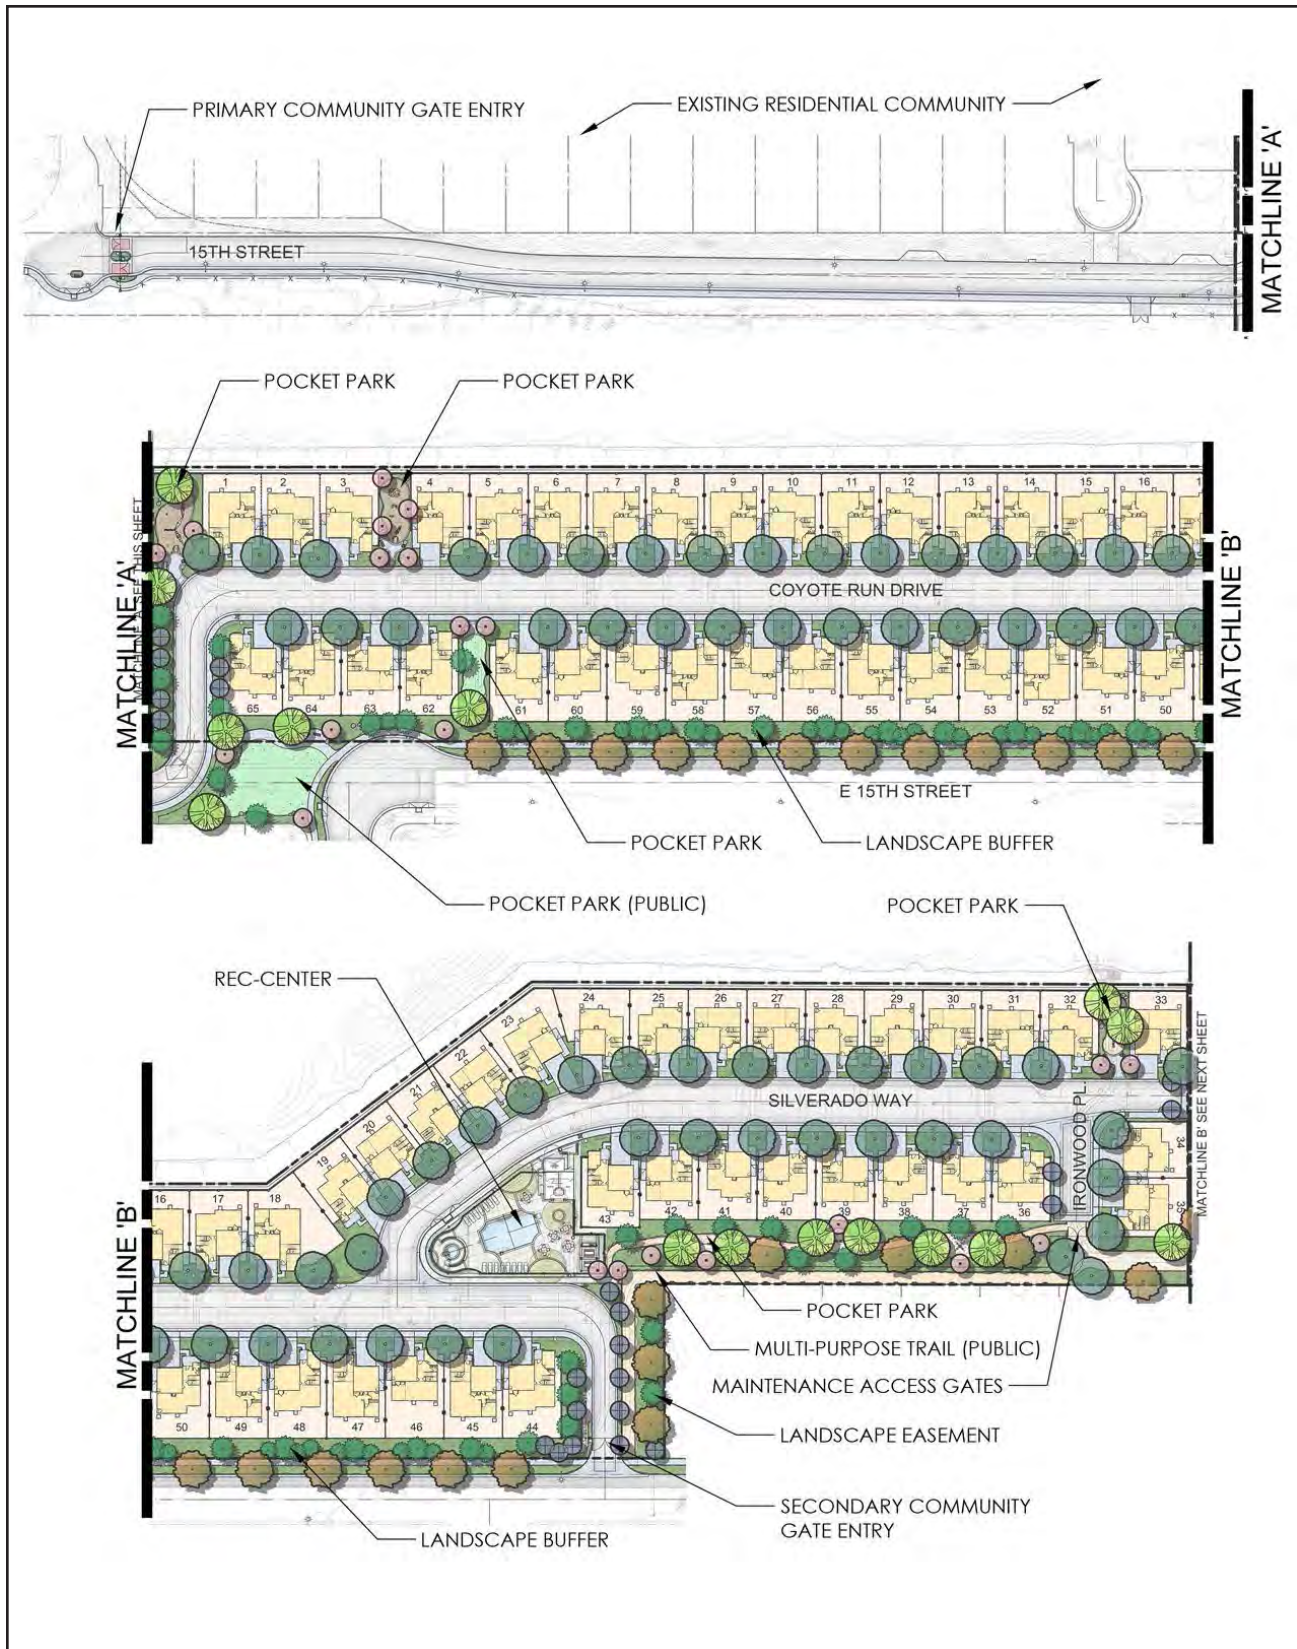 PRIMARY COMMUNITY GATE ENTRY
EXISTING RESIDENTIAL COMMUNITY
15TH STREET
MATCHLINE 'A'
POCKET PARK
POCKET PARK
1 2 3 4 5 6 7 8 9 10 11 12 13 14 15 16
MATCHLINE 'A'
MATCHLINE 'A' SEE THIS SHEET
COYOTE RUN DRIVE
MATCHLINE 'B'
65 64 63 62 61 60 59 58 57 56 55 54 53 52 51 50
E 15TH STREET
POCKET PARK
LANDSCAPE BUFFER
POCKET PARK (PUBLIC)
POCKET PARK
REC-CENTER
24 25 26 27 28 29 30 31 32 33
23
22
21
20
19
SILVERADO WAY
IRONWOOD PL.
34
35
MATCHLINE B' SEE NEXT SHEET
16 17 18
43 42 41 40 39 38 37 36
MATCHLINE 'B'
POCKET PARK
MULTI-PURPOSE TRAIL (PUBLIC)
MAINTENANCE ACCESS GATES
50 49 48 47 46 45 44
LANDSCAPE EASEMENT
SECONDARY COMMUNITY
GATE ENTRY
LANDSCAPE BUFFER